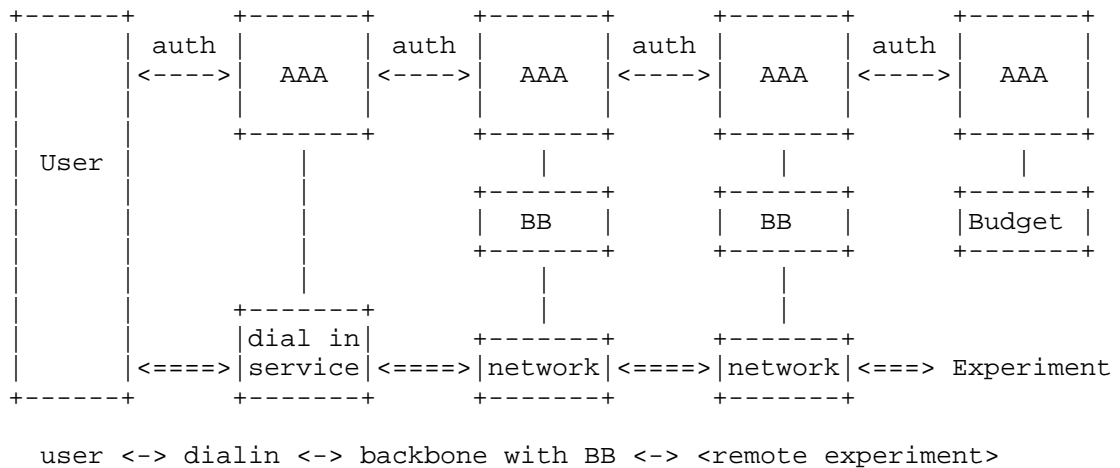 +------+      +-------+      +-------+      +-------+      +-------+
|      | auth |       | auth |       | auth |       | auth |       |
|      |<---->|  AAA  |<---->|  AAA  |<---->|  AAA  |<---->|  AAA  |
|      |      |       |      |       |      |       |      |       |
|      |      +-------+      +-------+      +-------+      +-------+
| User |          |              |              |              |
|      |          |          +-------+      +-------+      +-------+
|      |          |          |  BB   |      |  BB   |      |Budget |
|      |          |          +-------+      +-------+      +-------+
|      |          |              |              |
|      |      +-------+          |              |
|      |      |dial in|      +-------+      +-------+
|      |<====>|service|<====>|network|<====>|network|<===> Experiment
+------+      +-------+      +-------+      +-------+
user <-> dialin <-> backbone with BB <-> <remote experiment>